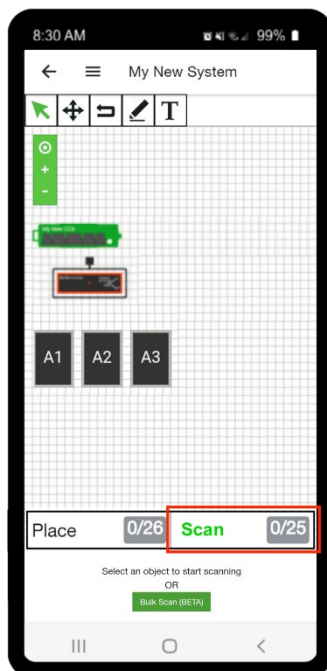 8:30 AM 99%
My New System
T
+
-
My New CCA
A1 A2 A3
Place 0/26 Scan 0/25
Select an object to start scanning
OR
Bulk Scan (BETA)